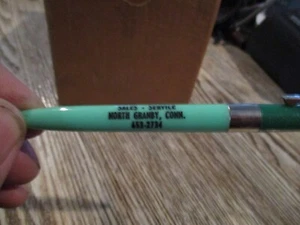 SALES - SERVICE
NORTH GRANBY, CONN.
653-2734